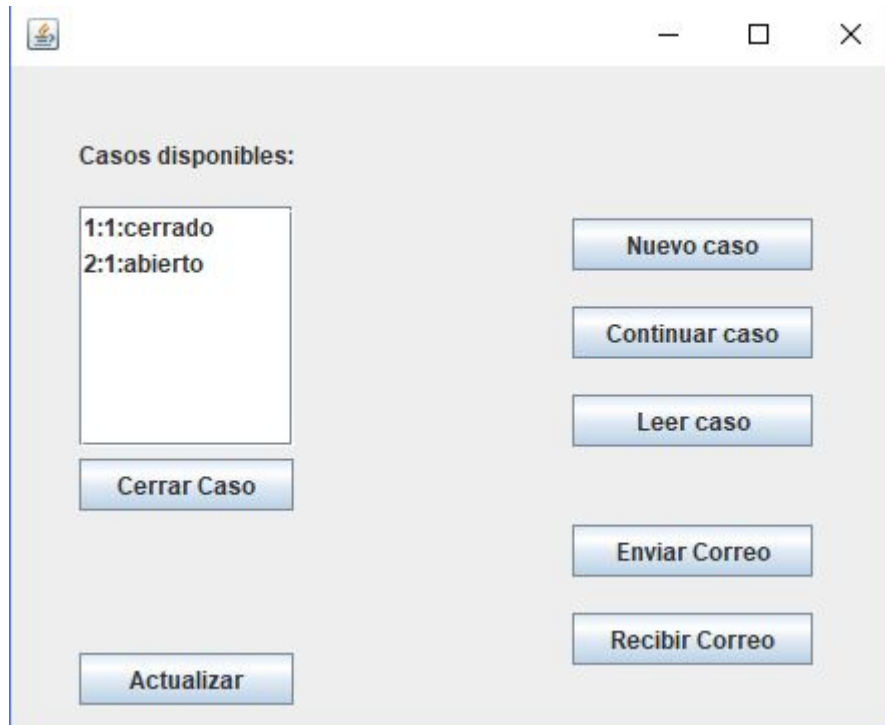 Casos disponibles:
1:1:cerrado
2:1:abierto
Cerrar Caso
Actualizar
Nuevo caso
Continuar caso
Leer caso
Enviar Correo
Recibir Correo